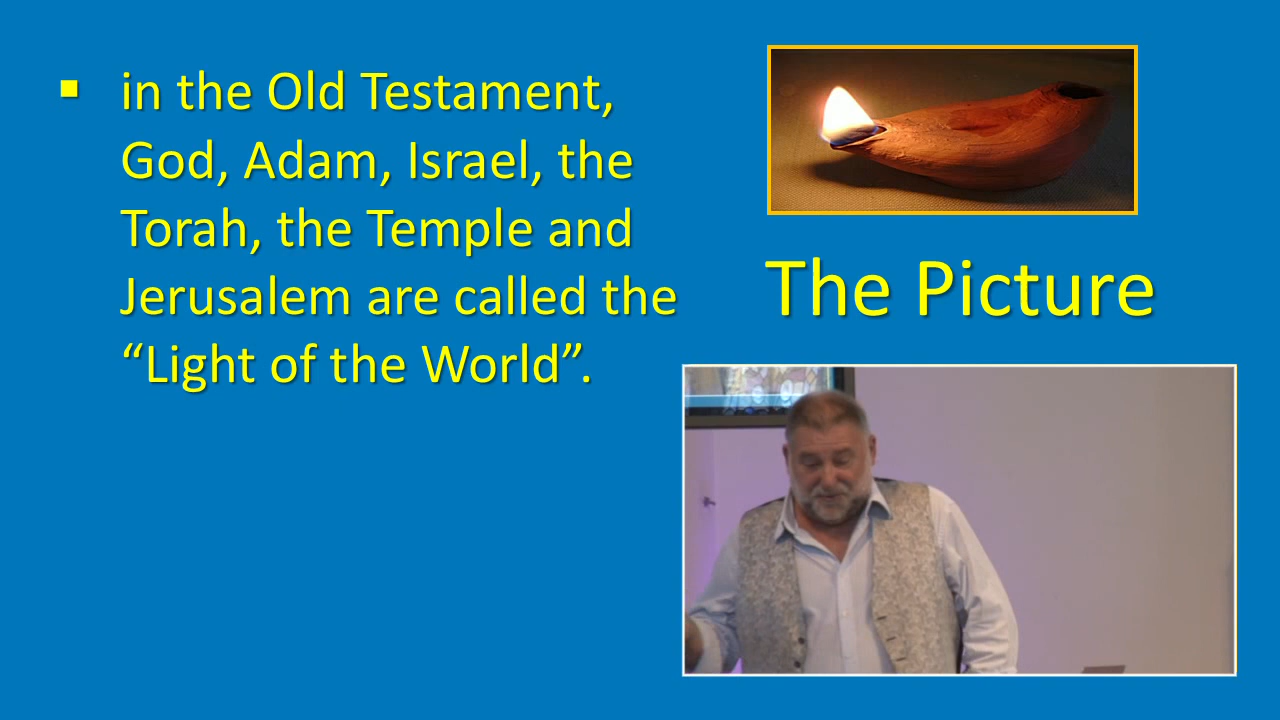 in the Old Testament,
God, Adam, Israel, the
Torah, the Temple and
Jerusalem are called the
“Light of the World”.
The Picture